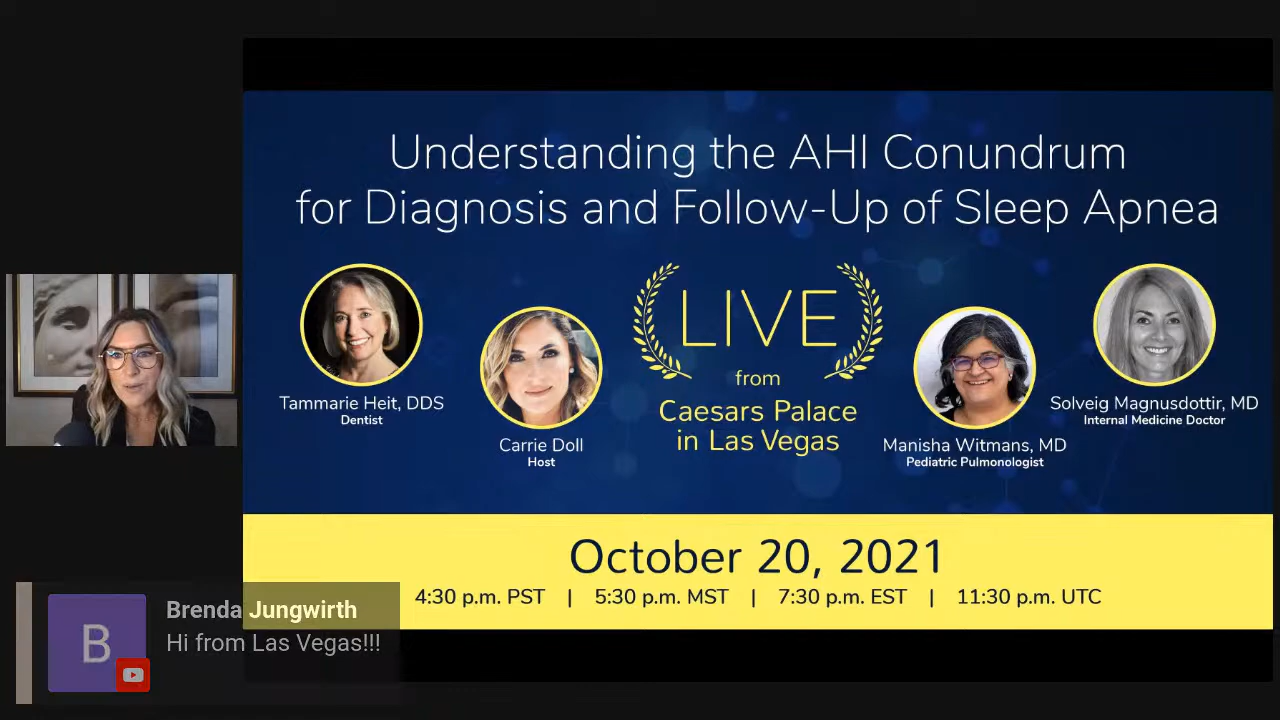 Understanding the AHI Conundrum
for Diagnosis and Follow-Up of Sleep Apnea
Tammarie Heit, DDS
Dentist
Carrie Doll
Host
LIVE
from
Caesars Palace
in Las Vegas
Manisha Witmans, MD
Pediatric Pulmonologist
Solveig Magnusdottir, MD
Internal Medicine Doctor
October 20, 2021
4:30 p.m. PST | 5:30 p.m. MST | 7:30 p.m. EST | 11:30 p.m. UTC
B
Brenda Jungwirth
Hi from Las Vegas!!!